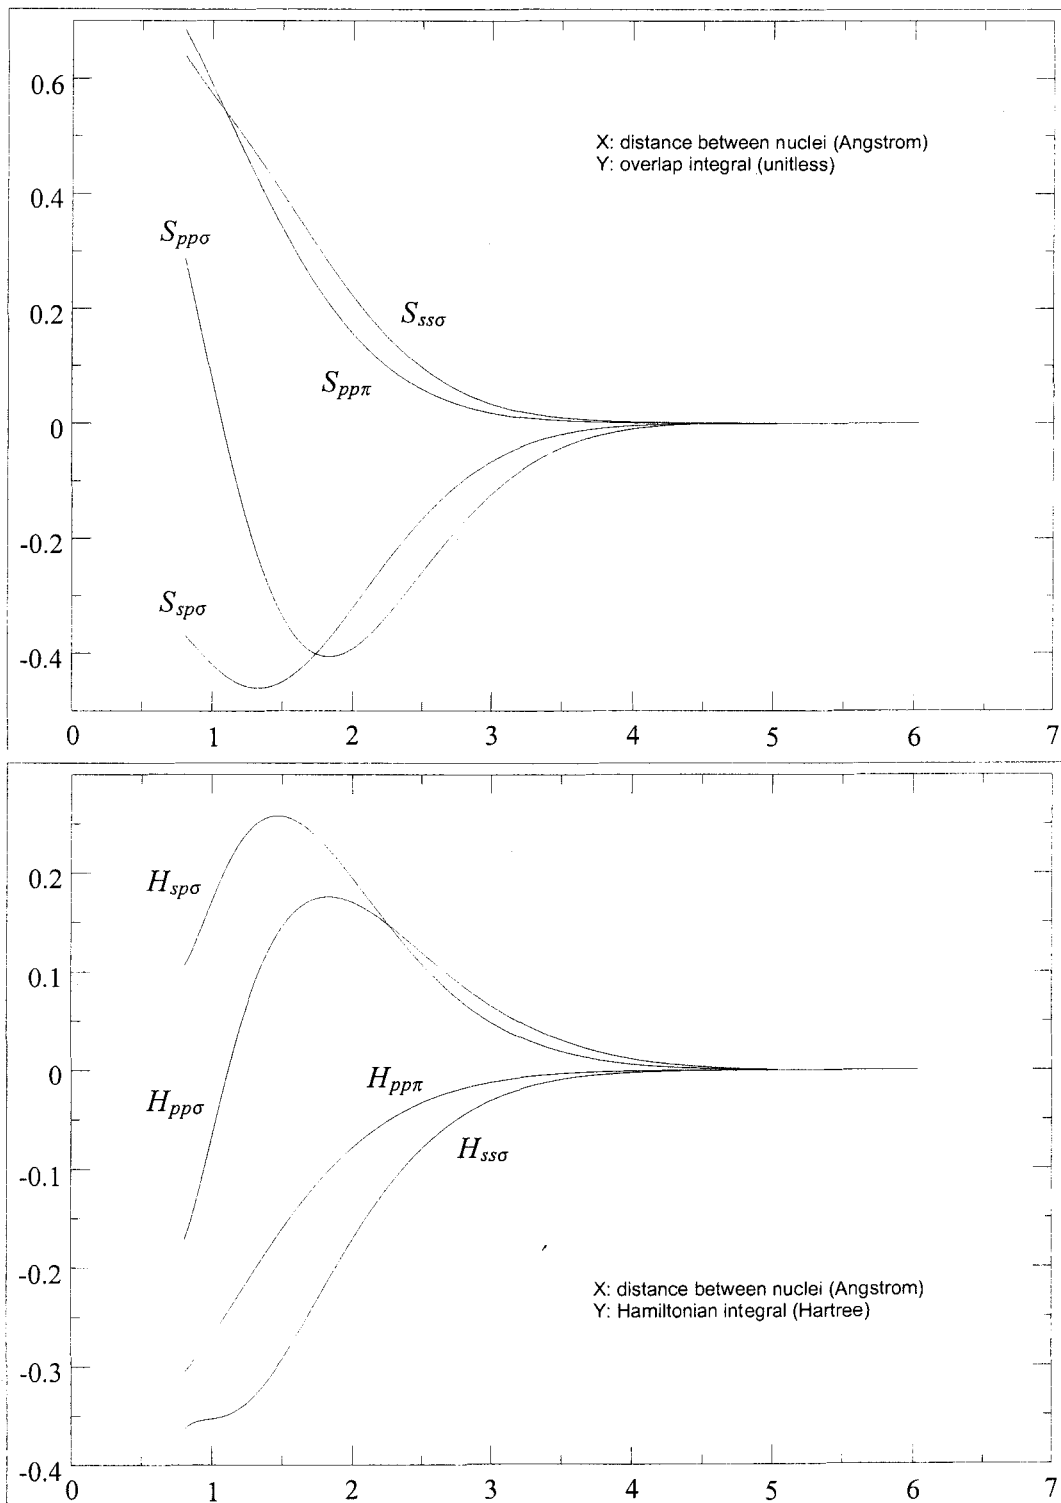 0.6
X: distance between nuclei (Angstrom)
Y: overlap integral (unitless)
0.4
S_ppσ
0.2
S_ssσ
S_ppπ
0
-0.2
S_spσ
-0.4
0 1 2 3 4 5 6 7
0.2
H_spσ
0.1
0
H_ppπ
H_ppσ
H_ssσ
-0.1
-0.2
X: distance between nuclei (Angstrom)
Y: Hamiltonian integral (Hartree)
-0.3
-0.4
0 1 2 3 4 5 6 7